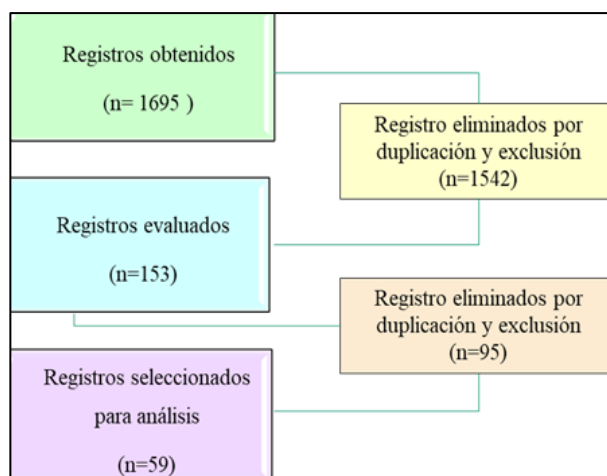 Registros obtenidos
(n= 1695 )
Registro eliminados por
duplicación y exclusión
(n=1542)
Registros evaluados
(n=153)
Registro eliminados por
duplicación y exclusión
(n=95)
Registros seleccionados
para análisis
(n=59)